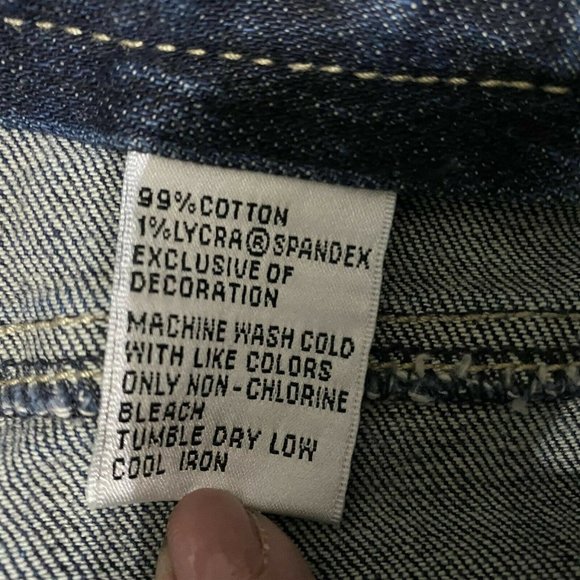 99%COTTON
1%LYCRA®SPANDEX
EXCLUSIVE OF
DECORATION
MACHINE WASH COLD
WITH LIKE COLORS
ONLY NON-CHLORINE
BLEACH
TUMBLE DRY LOW
COOL IRON